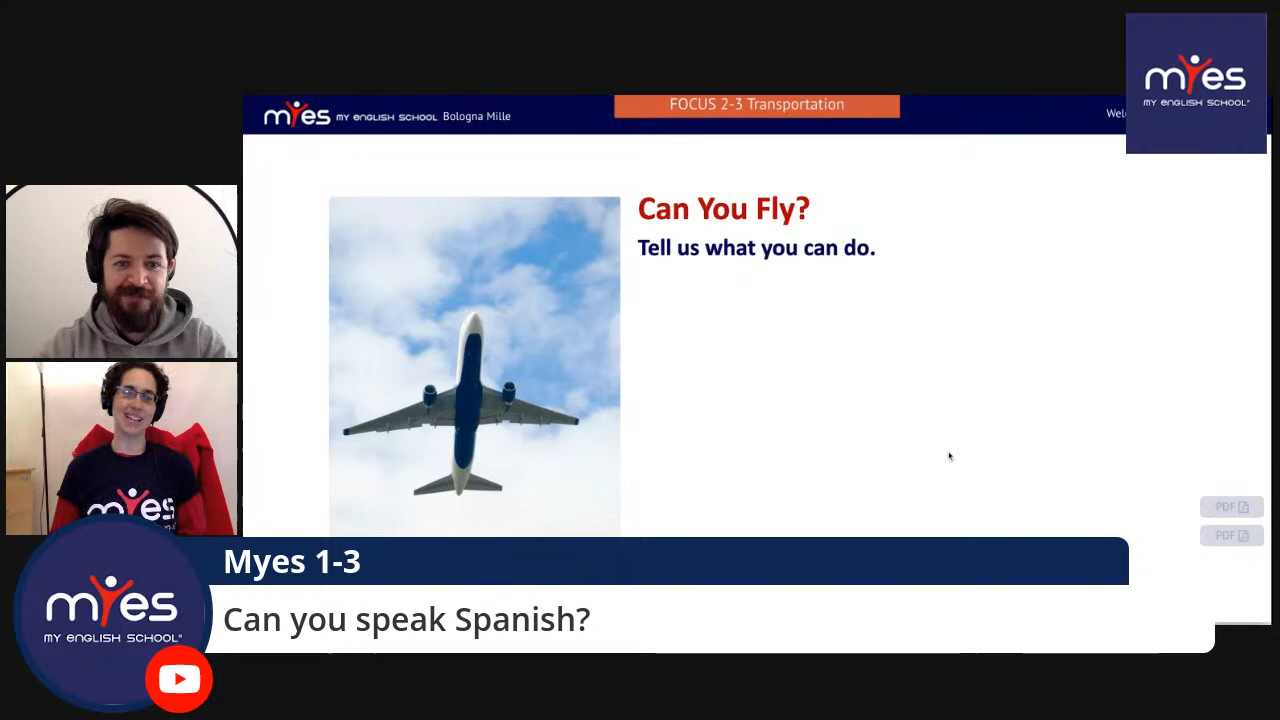 myes
MY ENGLISH SCHOOL®
myes MY ENGLISH SCHOOL Bologna Mille
FOCUS 2-3 Transportation
Can You Fly?
Tell us what you can do.
PDF
PDF
myes
Myes 1-3
Can you speak Spanish?
myes
MY ENGLISH SCHOOL®